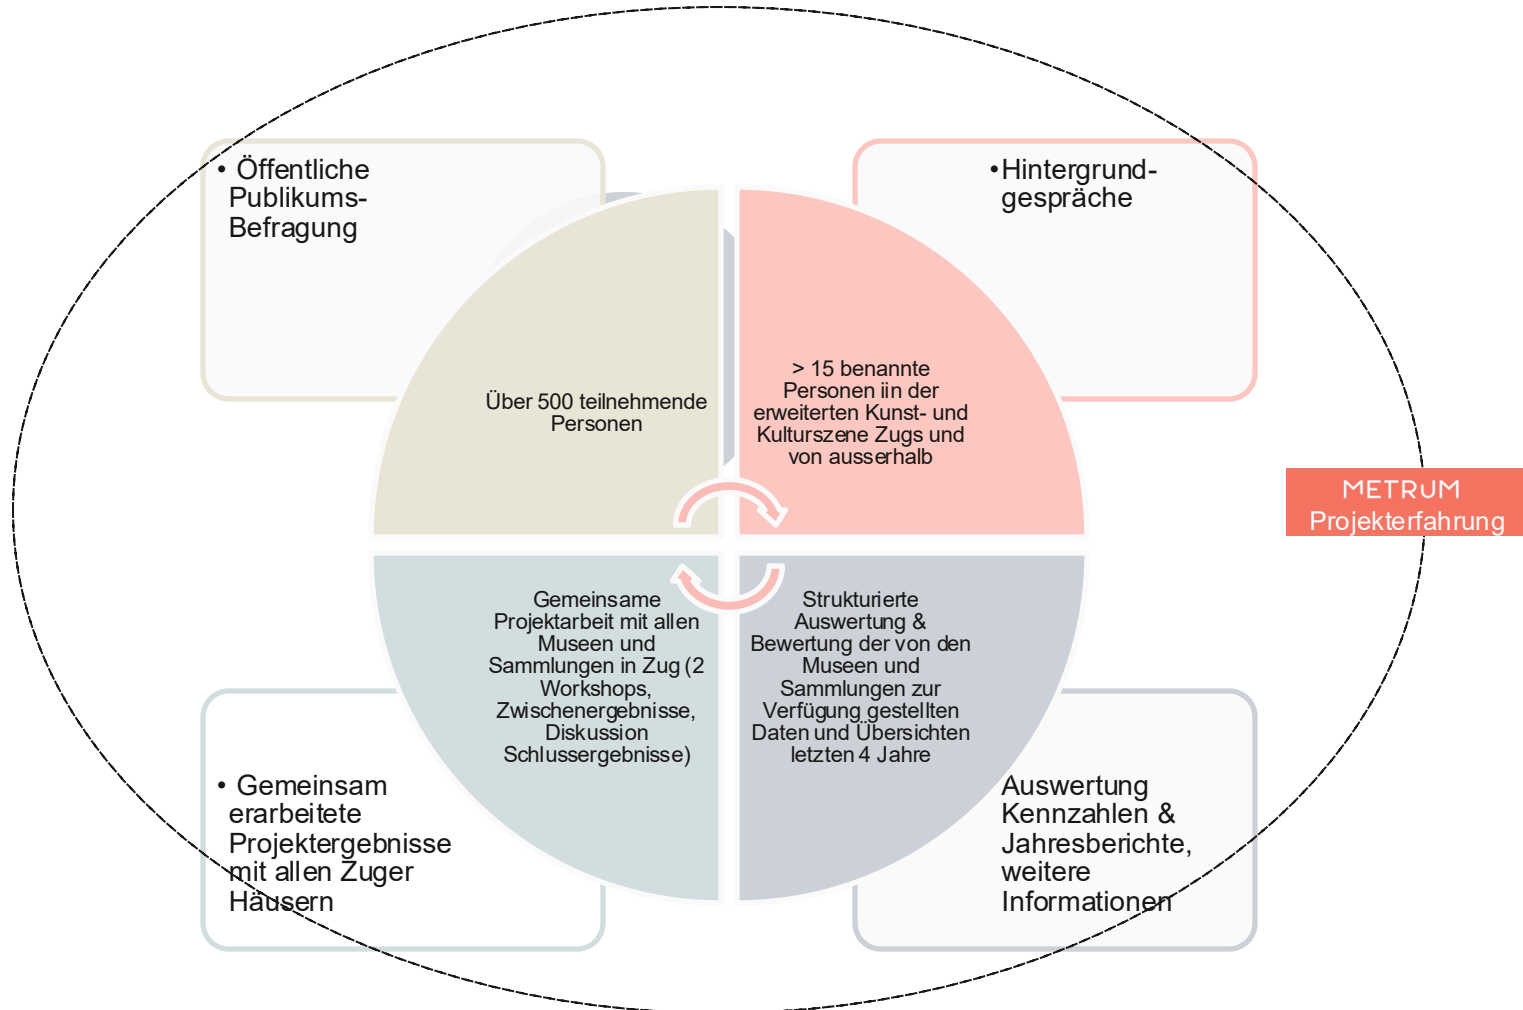 • Öffentliche
Publikums-
Befragung
•Hintergrund-
gespräche
Über 500 teilnehmende
Personen
> 15 benannte
Personen iin der
erweiterten Kunst- und
Kulturszene Zugs und
von ausserhalb
METRUM
Projekterfahrung
Gemeinsame
Projektarbeit mit allen
Museen und
Sammlungen in Zug (2
Workshops,
Zwischenergebnisse,
Diskussion
Schlussergebnisse)
Strukturierte
Auswertung &
Bewertung der von den
Museen und
Sammlungen zur
Verfügung gestellten
Daten und Übersichten
letzten 4 Jahre
• Gemeinsam
erarbeitete
Projektergebnisse
mit allen Zuger
Häusern
Auswertung
Kennzahlen &
Jahresberichte,
weitere
Informationen